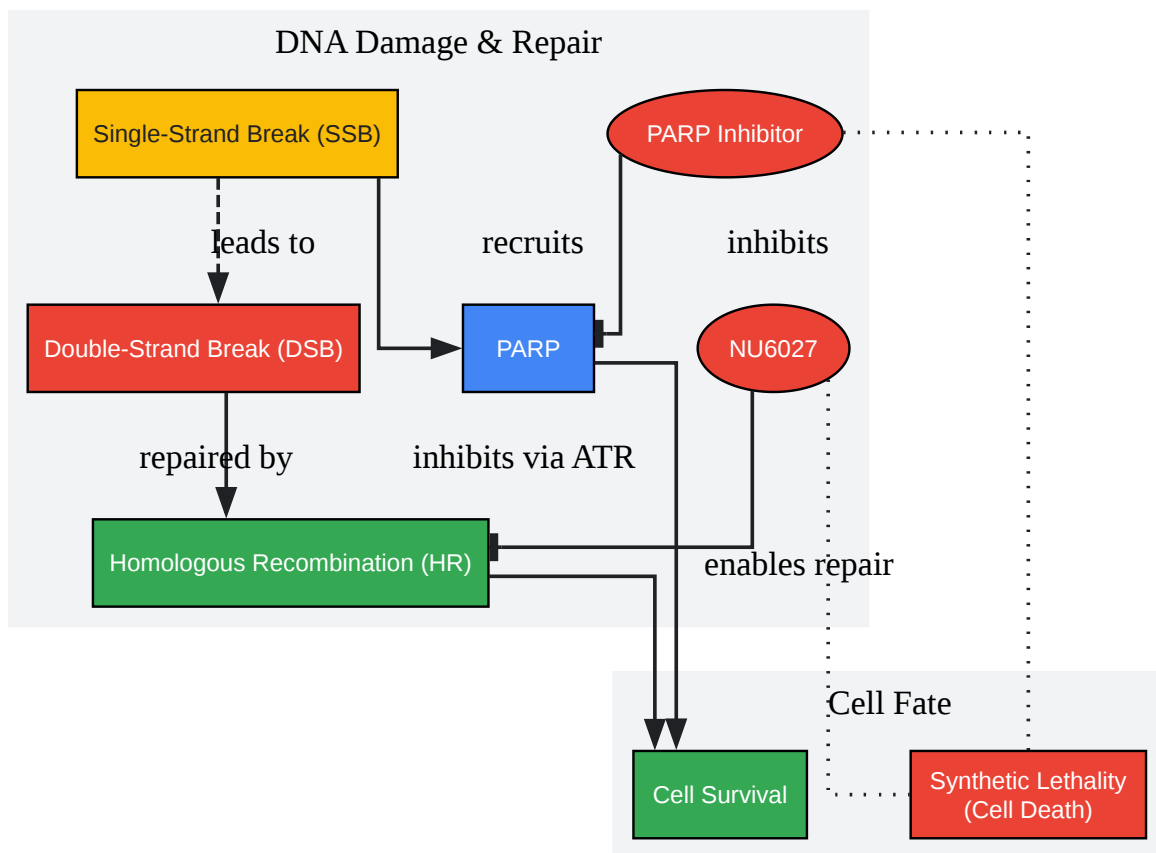 DNA Damage & Repair
Single-Strand Break (SSB)
PARP Inhibitor
leads to
recruits
inhibits
Double-Strand Break (DSB)
PARP
NU6027
repaired by
inhibits via ATR
Homologous Recombination (HR)
enables repair
Cell Fate
Cell Survival
Synthetic Lethality
(Cell Death)